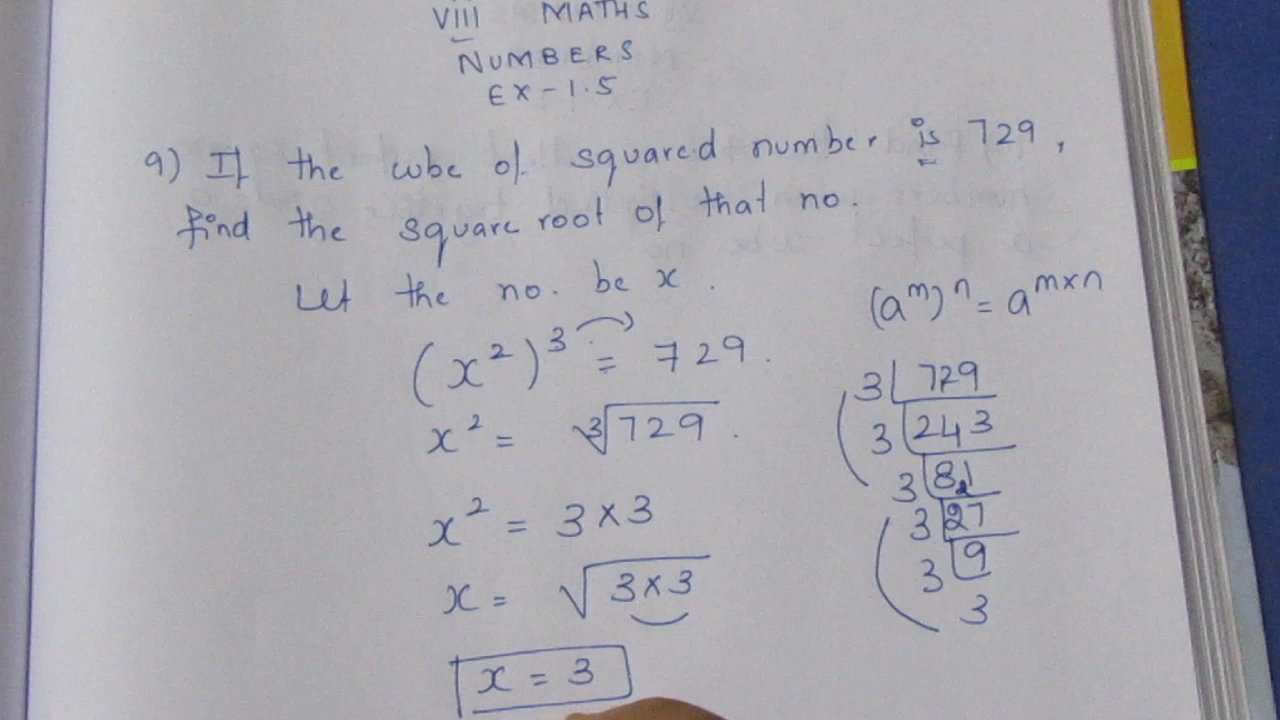 VIII MATHS
NUMBERS
EX-1.5
9) If the cube of squared number is 729,
find the square root of that no.
Let the no. be x.
(aᵐ)ⁿ = aᵐˣⁿ
(x²)³ = 729.
x² = ∛729.
x² = 3×3
x = √3×3
x = 3
3 729
3 243
3 81
3 27
3 9
3